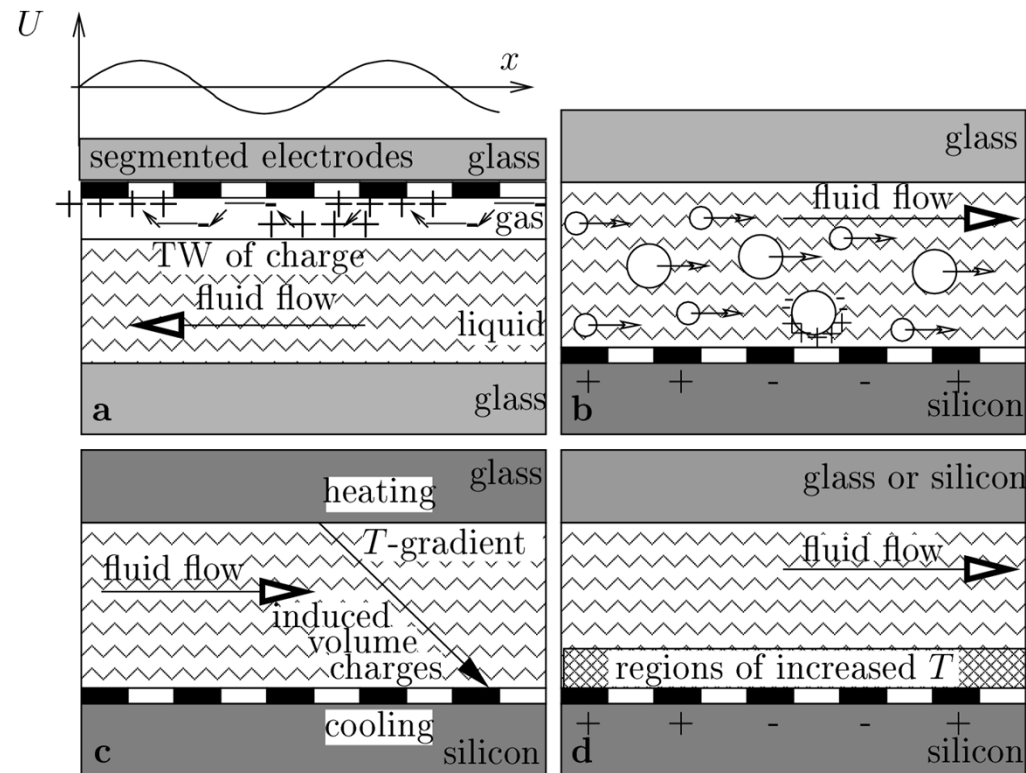 U
x
segmented electrodes glass
+ + + + - + + + + -
- + + + + - gas
TW of charge
fluid flow
liquid
glass
a
glass
fluid flow
- -
+ + + + +
+ + - - +
silicon
b
glass
heating
T-gradient
fluid flow
induced
volume
charges
cooling
silicon
c
glass or silicon
fluid flow
regions of increased T
+ + - - +
silicon
d